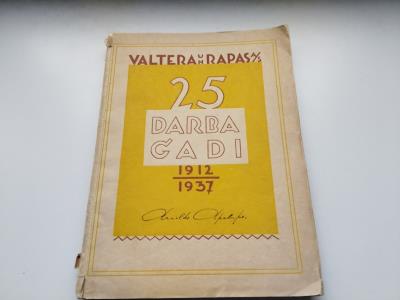 VALTERA UN RAPAS A/S
25
DARBA
GADI
1912
1937